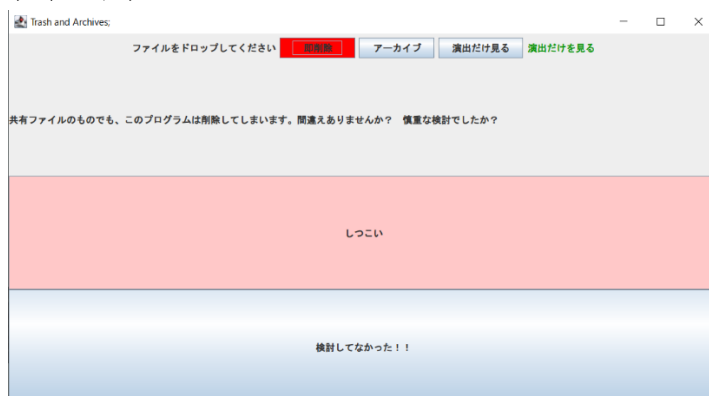 Trash and Archives;
ファイルをドロップしてください 即削除 アーカイブ 演出だけ見る 演出だけを見る
共有ファイルのものでも、このプログラムは削除してしまいます。間違えありませんか？ 慎重な検討でしたか？
しつこい
検討してなかった！！